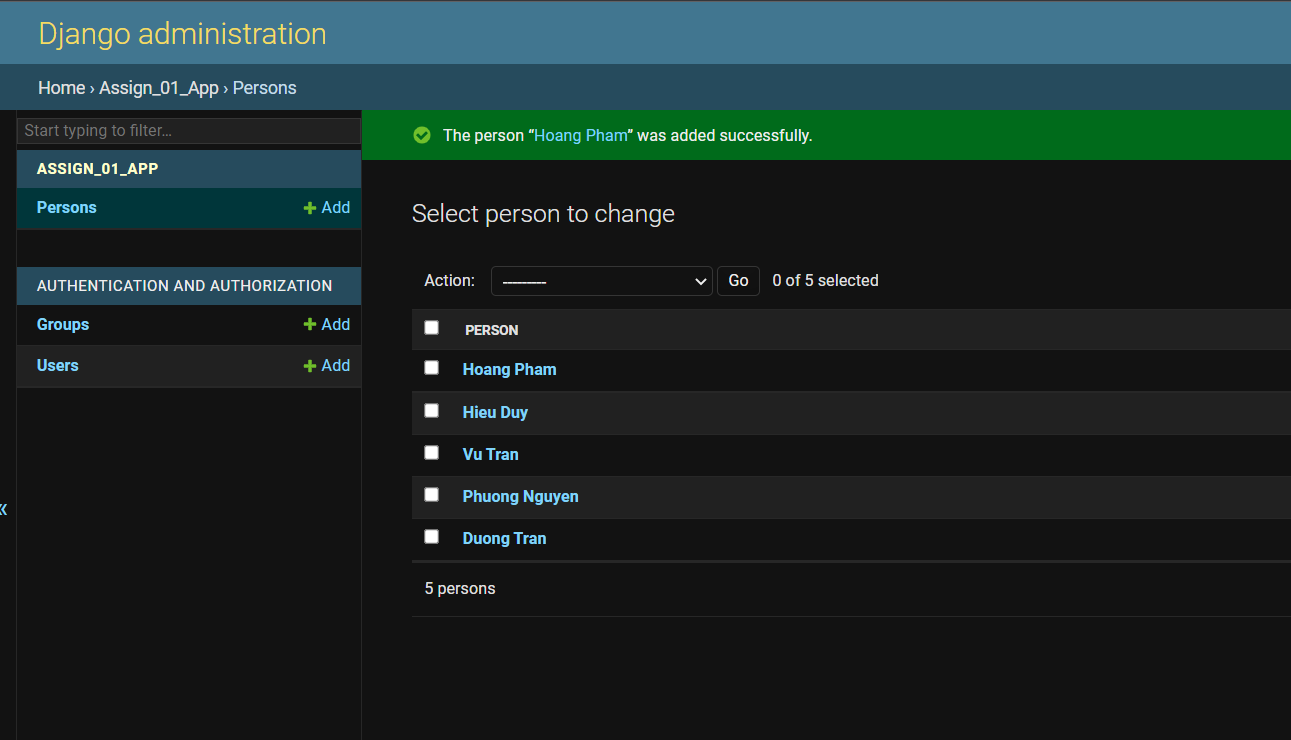 Django administration
Home › Assign_01_App › Persons
Start typing to filter...
ASSIGN_01_APP
Persons
Add
AUTHENTICATION AND AUTHORIZATION
Groups
Add
Users
Add
«
The person “Hoang Pham” was added successfully.
Select person to change
Action: --------- Go 0 of 5 selected
PERSON
Hoang Pham
Hieu Duy
Vu Tran
Phuong Nguyen
Duong Tran
5 persons